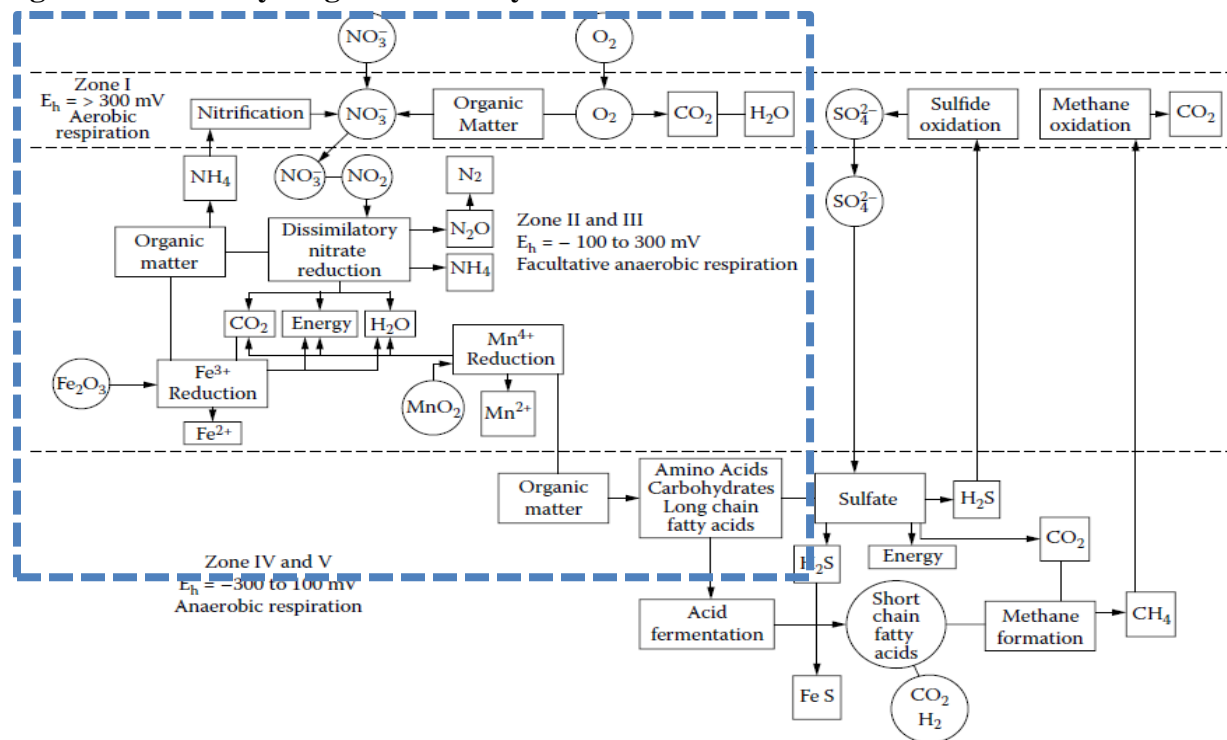 NO₃⁻
O₂
Zone I
Eₕ = > 300 mV
Aerobic
respiration
Nitrification
NO₃⁻
Organic
Matter
O₂
CO₂
H₂O
SO₄²⁻
Sulfide
oxidation
Methane
oxidation
CO₂
NH₄
NO₃⁻
NO₂
N₂
SO₄²⁻
Organic
matter
Dissimilatory
nitrate
reduction
N₂O
NH₄
Zone II and III
Eₕ = − 100 to 300 mV
Facultative anaerobic respiration
CO₂
Energy
H₂O
Mn⁴⁺
Reduction
Fe₂O₃
Fe³⁺
Reduction
MnO₂
Mn²⁺
Fe²⁺
Organic
matter
Amino Acids
Carbohydrates
Long chain
fatty acids
Sulfate
H₂S
Energy
CO₂
H₂S
Zone IV and V
Eₕ = −300 to 100 mV
Anaerobic respiration
Acid
fermentation
Short
chain
fatty
acids
Methane
formation
CH₄
Fe S
CO₂
H₂